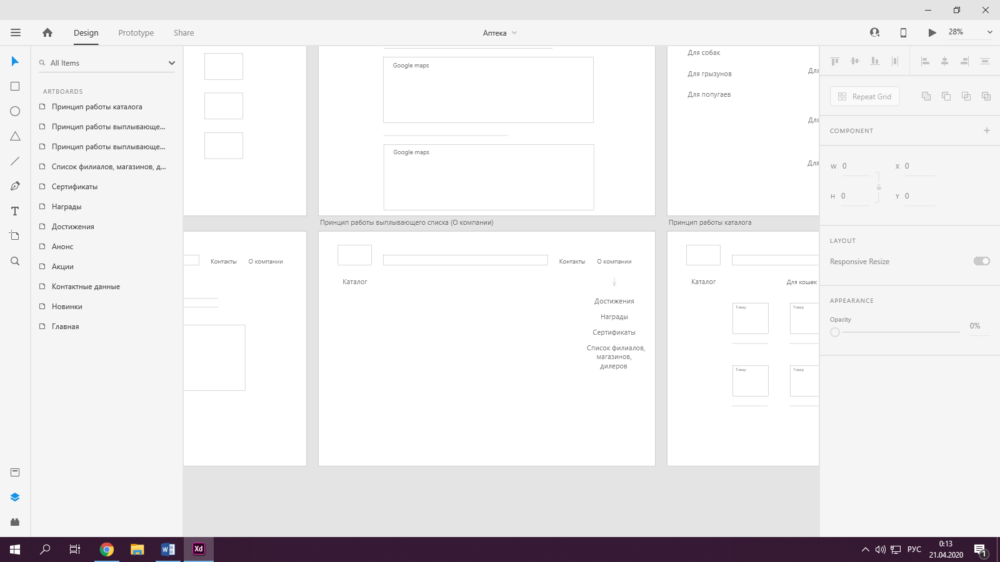 Design
Prototype
Share
Аптека
28%
All Items
ARTBOARDS
Принцип работы каталога
Принцип работы выплывающе...
Принцип работы выплывающе...
Список филиалов, магазинов, д...
Сертификаты
Награды
Достижения
Анонс
Акции
Контактные данные
Новинки
Главная
Google maps
Google maps
Для собак
Для грызунов
Для попугаев
Для
Для
Для
Принцип работы выплывающего списка (О компании)
Принцип работы каталога
Контакты
О компании
Контакты
О компании
Каталог
Достижения
Награды
Сертификаты
Список филиалов,
магазинов,
дилеров
Каталог
Для кошек
Товар
Товар
Товар
Товар
Repeat Grid
COMPONENT
W 0
X 0
H 0
Y 0
LAYOUT
Responsive Resize
APPEARANCE
Opacity
0%
W
Xd
РУС
0:13
21.04.2020
1